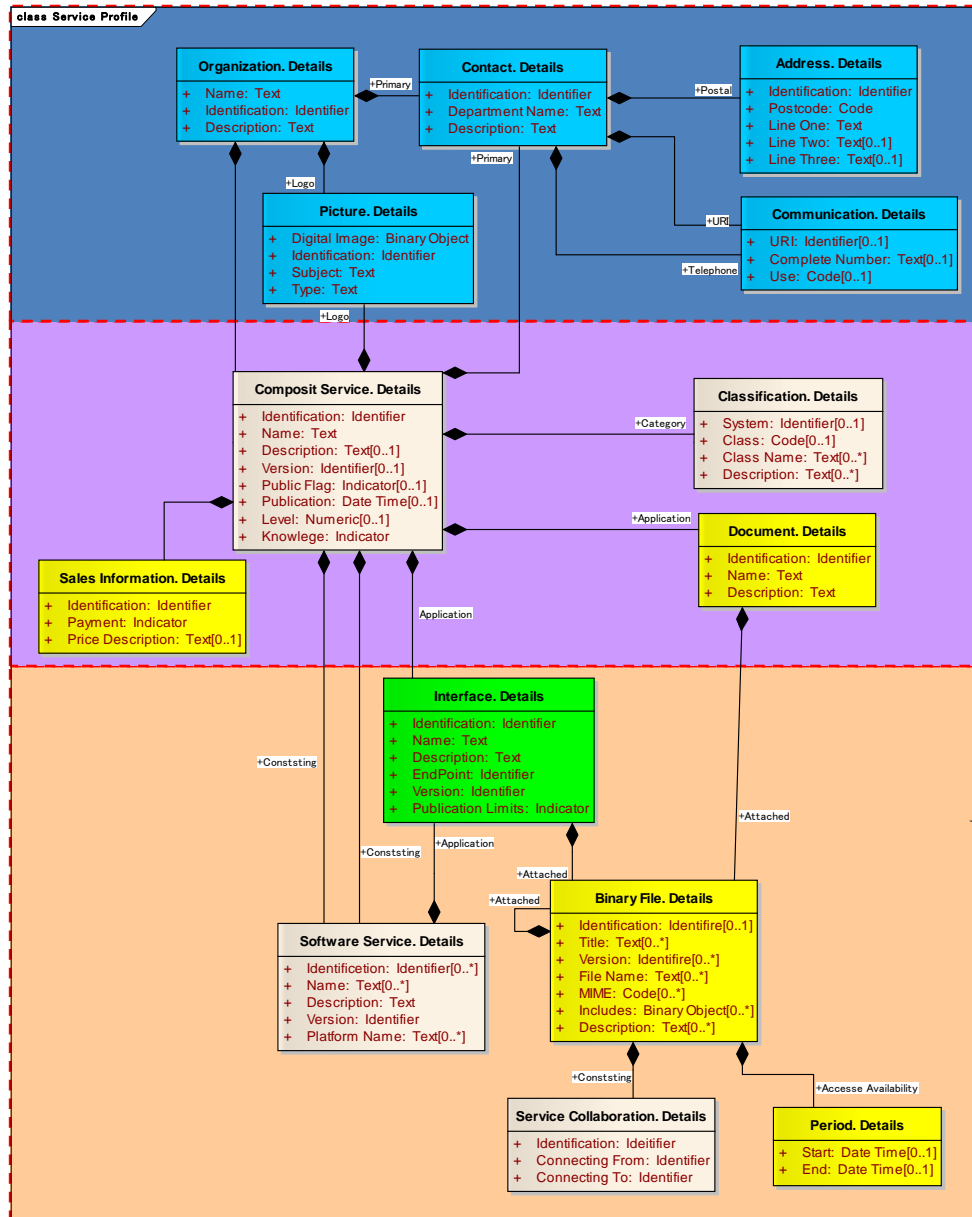 class Service Profile
Organization. Details
+ Name: Text
+ Identification: Identifier
+ Description: Text
+Primary
Contact. Details
+ Identification: Identifier
+ Department Name: Text
+ Description: Text
+Postal
Address. Details
+ Identification: Identifier
+ Postcode: Code
+ Line One: Text
+ Line Two: Text[0..1]
+ Line Three: Text[0..1]
+Primary
+Logo
Picture. Details
+ Digital Image: Binary Object
+ Identification: Identifier
+ Subject: Text
+ Type: Text
+URI
+Telephone
Communication. Details
+ URI: Identifier[0..1]
+ Complete Number: Text[0..1]
+ Use: Code[0..1]
+Logo
Composit Service. Details
+ Identification: Identifier
+ Name: Text
+ Description: Text[0..1]
+ Version: Identifier[0..1]
+ Public Flag: Indicator[0..1]
+ Publication: Date Time[0..1]
+ Level: Numeric[0..1]
+ Knowlege: Indicator
+Category
Classification. Details
+ System: Identifier[0..1]
+ Class: Code[0..1]
+ Class Name: Text[0..*]
+ Description: Text[0..*]
+Application
Document. Details
+ Identification: Identifier
+ Name: Text
+ Description: Text
Sales Information. Details
+ Identification: Identifier
+ Payment: Indicator
+ Price Description: Text[0..1]
Application
Interface. Details
+ Identification: Identifier
+ Name: Text
+ Description: Text
+ EndPoint: Identifier
+ Version: Identifier
+ Publication Limits: Indicator
+Conststing
+Conststing
+Application
+Attached
+Attached
+Attached
Binary File. Details
+ Identification: Identifire[0..1]
+ Title: Text[0..*]
+ Version: Identifire[0..*]
+ File Name: Text[0..*]
+ MIME: Code[0..*]
+ Includes: Binary Object[0..*]
+ Description: Text[0..*]
Software Service. Details
+ Identificetion: Identifier[0..*]
+ Name: Text[0..*]
+ Description: Text
+ Version: Identifier
+ Platform Name: Text[0..*]
+Conststing
+Accesse Availability
Service Collaboration. Details
+ Identification: Ideitifier
+ Connecting From: Identifier
+ Connecting To: Identifier
Period. Details
+ Start: Date Time[0..1]
+ End: Date Time[0..1]